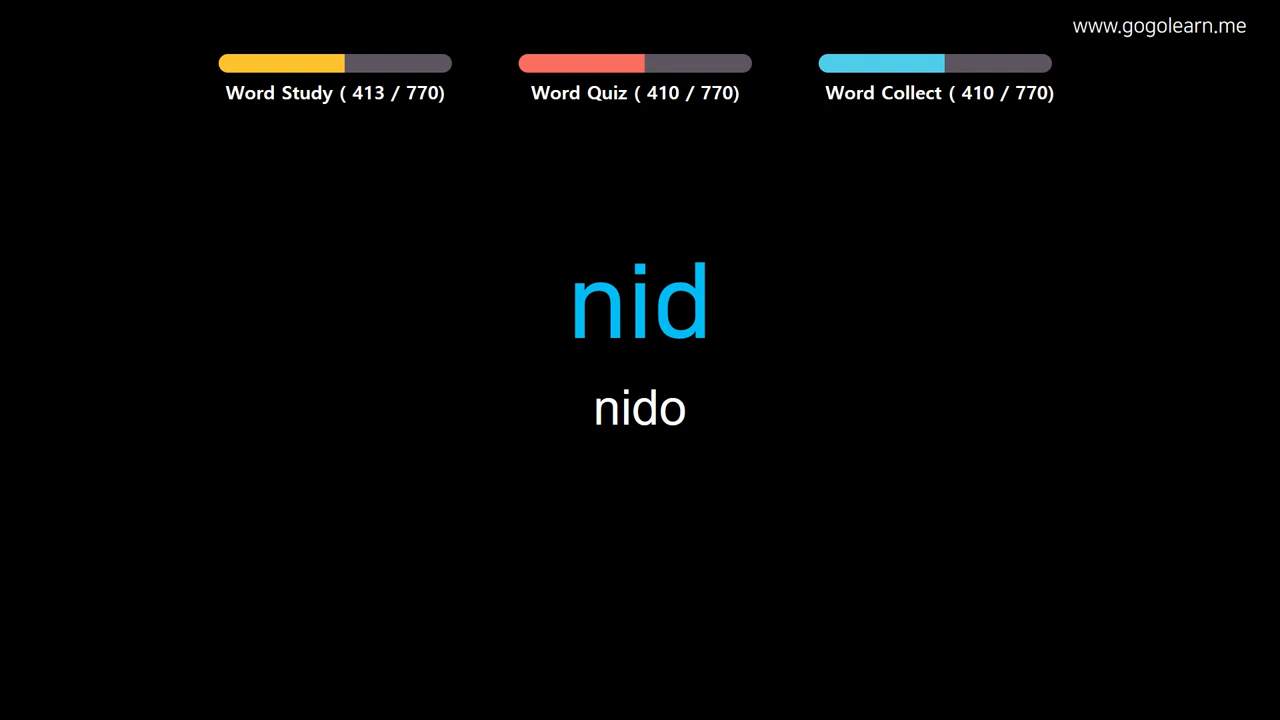 www.gogolearn.me
Word Study ( 413 / 770)
Word Quiz ( 410 / 770)
Word Collect ( 410 / 770)
nid
nido